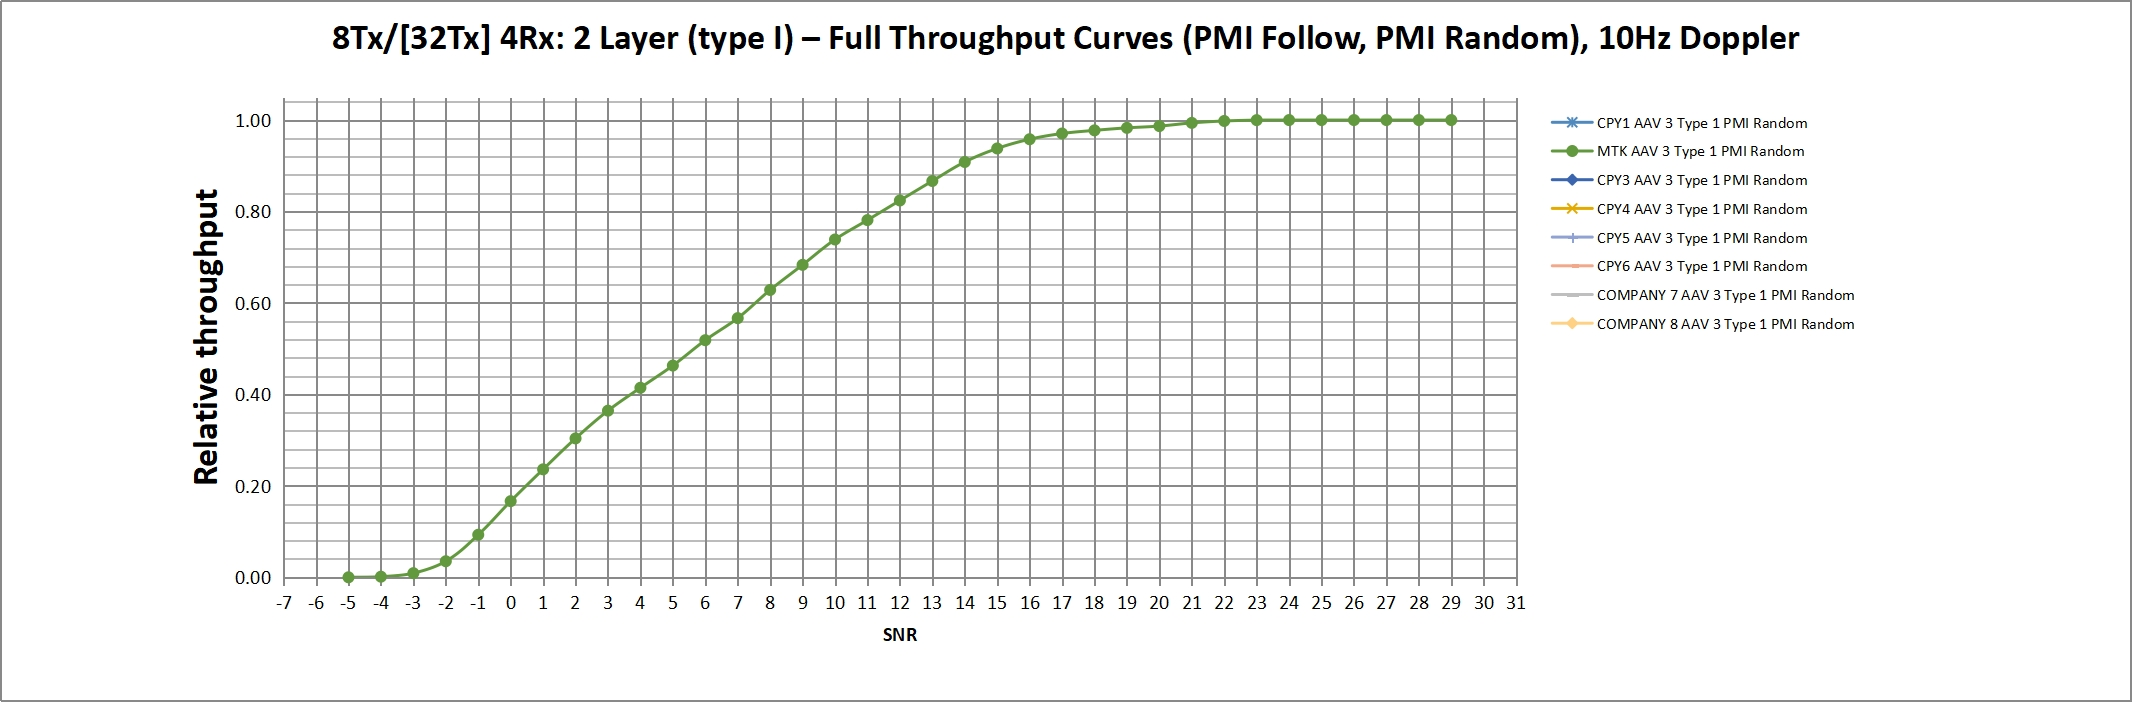 8Tx/[32Tx] 4Rx: 2 Layer (type I) – Full Throughput Curves (PMI Follow, PMI Random), 10Hz Doppler
Relative throughput
1.00
0.80
0.60
0.40
0.20
0.00
-7 -6 -5 -4 -3 -2 -1 0 1 2 3 4 5 6 7 8 9 10 11 12 13 14 15 16 17 18 19 20 21 22 23 24 25 26 27 28 29 30 31
SNR
CPY1 AAV 3 Type 1 PMI Random
MTK AAV 3 Type 1 PMI Random
CPY3 AAV 3 Type 1 PMI Random
CPY4 AAV 3 Type 1 PMI Random
CPY5 AAV 3 Type 1 PMI Random
CPY6 AAV 3 Type 1 PMI Random
COMPANY 7 AAV 3 Type 1 PMI Random
COMPANY 8 AAV 3 Type 1 PMI Random